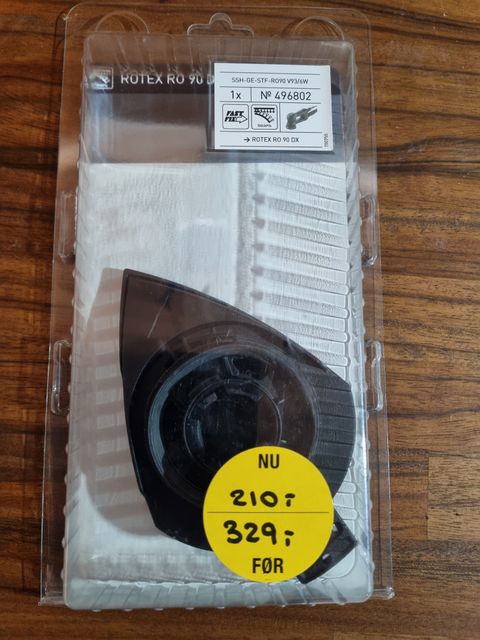 ROTEX RO 90 D
SSH-GE-STF-RO90 V93/6W
1x
№ 496802
FAST
FIX
→ ROTEX RO 90 DX
NU
210,-
329,-
FØR